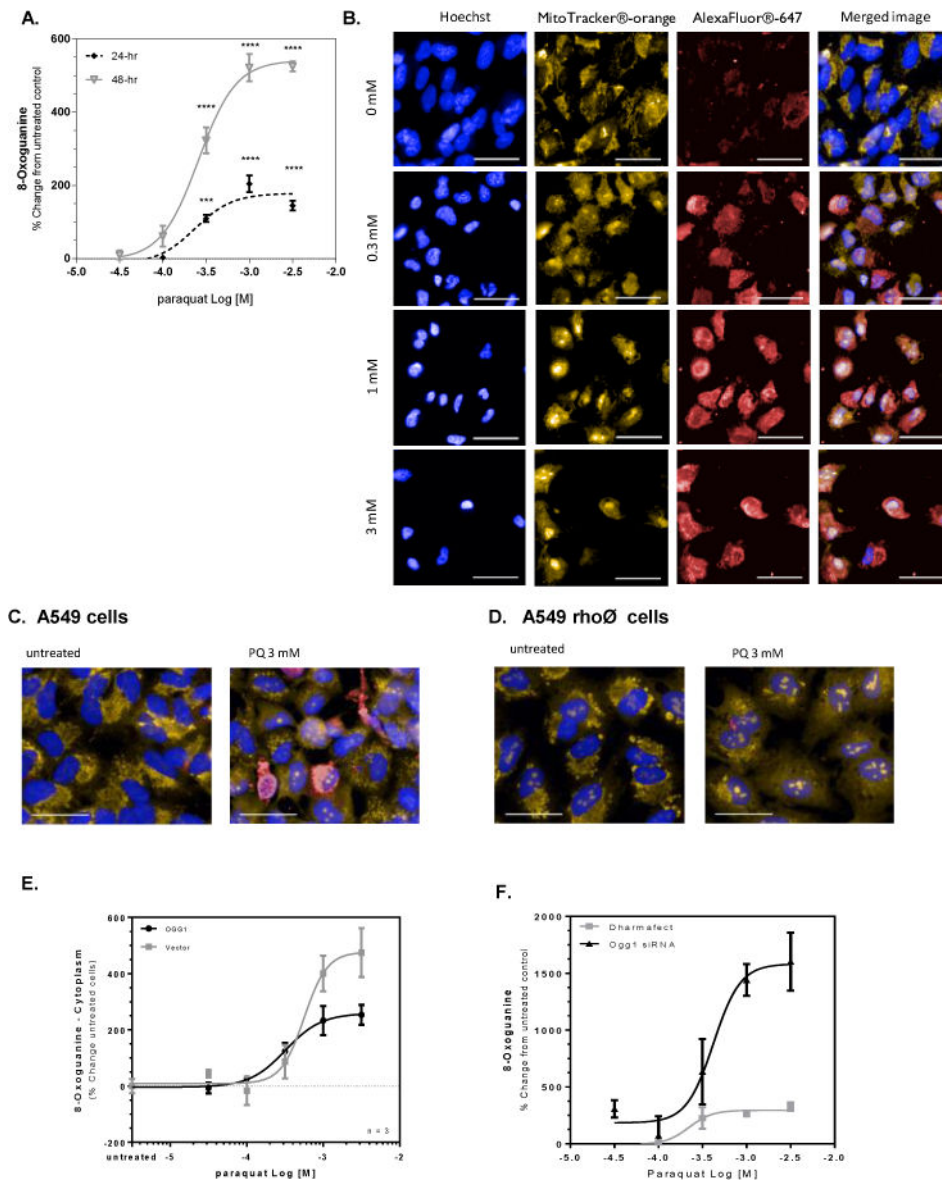 A.
600
400
200
0
24-hr
48-hr
****
****
****
****
****
***
8-Oxoguanine
% Change from untreated control
-5.0 -4.5 -4.0 -3.5 -3.0 -2.5 -2.0
paraquat Log [M]
B.
Hoechst MitoTracker®-orange AlexaFluor®-647 Merged image
0 mM
0.3 mM
1 mM
3 mM
C. A549 cells
untreated PQ 3 mM
D. A549 rhoØ cells
untreated PQ 3 mM
E.
600
400
200
0
-200
OGG1
Vector
8-Oxoguanine - Cytoplasm
(% Change untreated cells)
n = 3
untreated -5 -4 -3 -2
paraquat Log [M]
F.
2000
1500
1000
500
0
Dharmafect
Ogg1 siRNA
8-Oxoguanine
% Change from untreated control
-5.0 -4.5 -4.0 -3.5 -3.0 -2.5 -2.0
Paraquat Log [M]